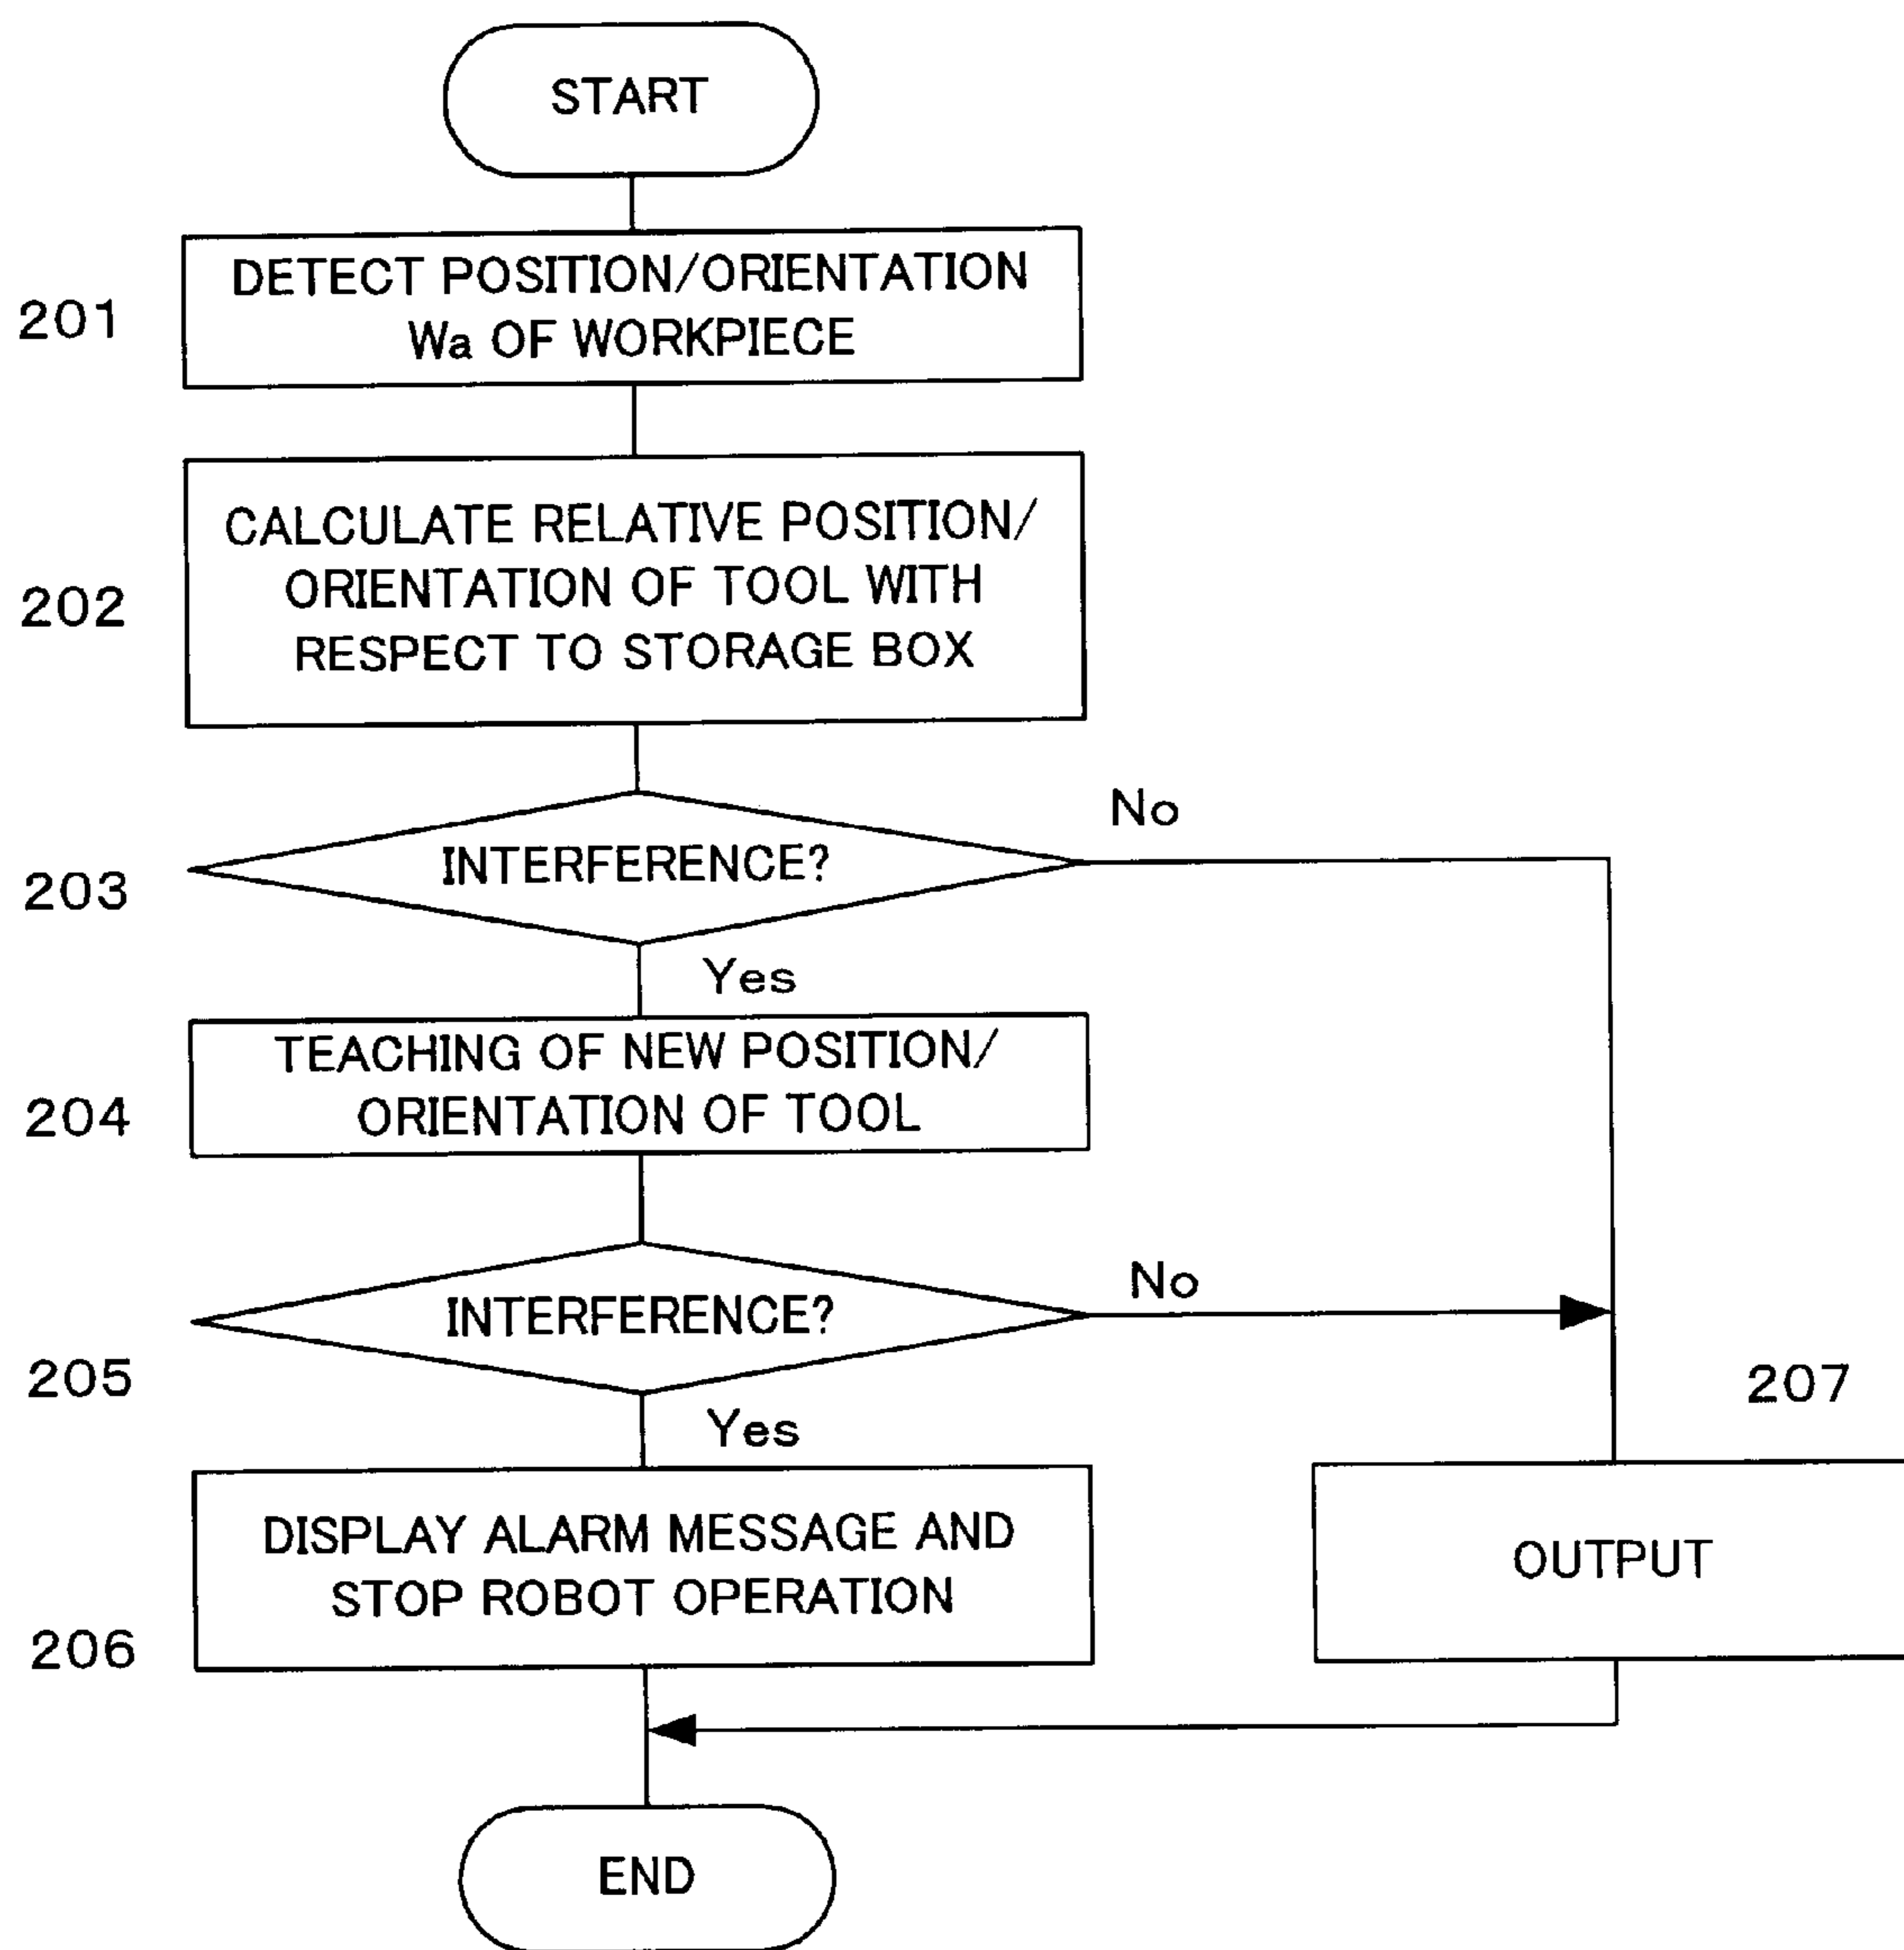 START
201
DETECT POSITION/ORIENTATION
Wa OF WORKPIECE
202
CALCULATE RELATIVE POSITION/
ORIENTATION OF TOOL WITH
RESPECT TO STORAGE BOX
203
INTERFERENCE?
No
Yes
204
TEACHING OF NEW POSITION/
ORIENTATION OF TOOL
205
INTERFERENCE?
No
Yes
206
DISPLAY ALARM MESSAGE AND
STOP ROBOT OPERATION
207
OUTPUT
END